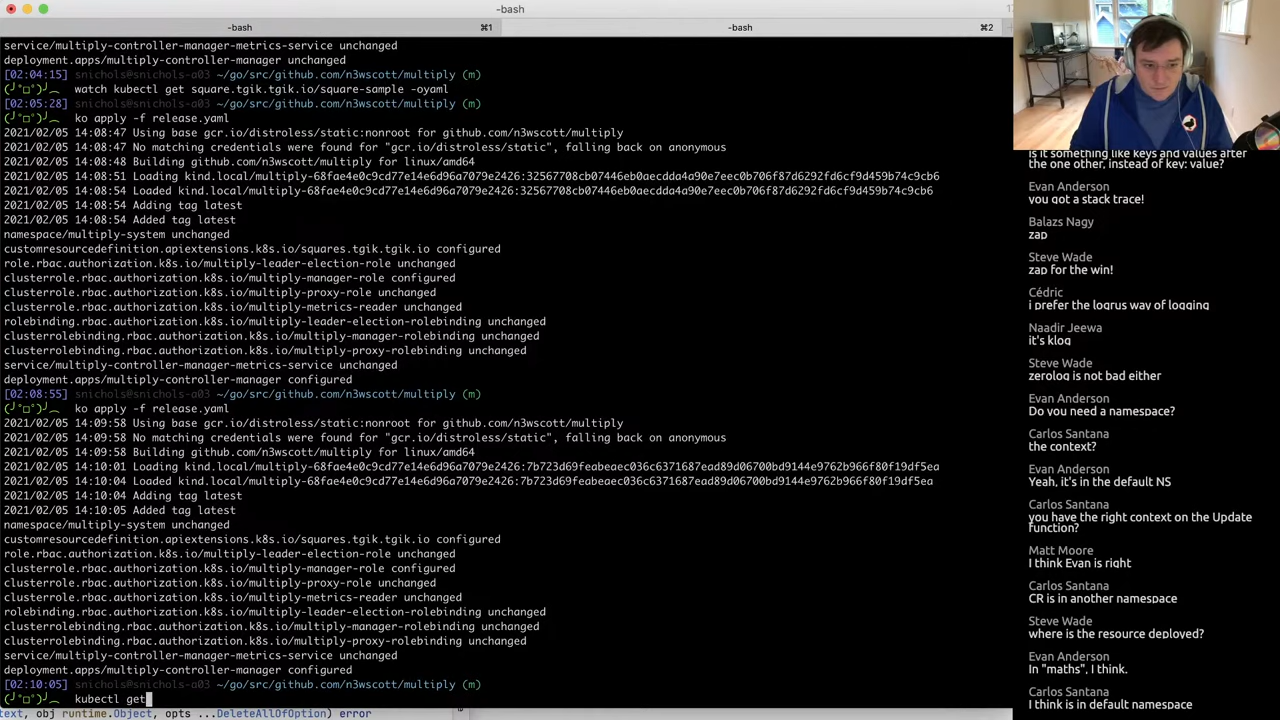 -bash
-bash
⌘1
-bash
⌘2
service/multiply-controller-manager-metrics-service unchanged
deployment.apps/multiply-controller-manager unchanged
[02:04:15] snichols@snichols-a03 ~/go/src/github.com/n3wscott/multiply (m)
(╯°□°)╯︵ watch kubectl get square.tgik.tgik.io/square-sample -oyaml
[02:05:28] snichols@snichols-a03 ~/go/src/github.com/n3wscott/multiply (m)
(╯°□°)╯︵ ko apply -f release.yaml
2021/02/05 14:08:47 Using base gcr.io/distroless/static:nonroot for github.com/n3wscott/multiply
2021/02/05 14:08:47 No matching credentials were found for "gcr.io/distroless/static", falling back on anonymous
2021/02/05 14:08:48 Building github.com/n3wscott/multiply for linux/amd64
2021/02/05 14:08:51 Loading kind.local/multiply-68fae4e0c9cd77e14e6d96a7079e2426:32567708cb07446eb0aecdda4a90e7eec0b706f87d6292fd6cf9d459b74c9cb6
2021/02/05 14:08:54 Loaded kind.local/multiply-68fae4e0c9cd77e14e6d96a7079e2426:32567708cb07446eb0aecdda4a90e7eec0b706f87d6292fd6cf9d459b74c9cb6
2021/02/05 14:08:54 Adding tag latest
2021/02/05 14:08:54 Added tag latest
namespace/multiply-system unchanged
customresourcedefinition.apiextensions.k8s.io/squares.tgik.tgik.io configured
role.rbac.authorization.k8s.io/multiply-leader-election-role unchanged
clusterrole.rbac.authorization.k8s.io/multiply-manager-role configured
clusterrole.rbac.authorization.k8s.io/multiply-proxy-role unchanged
clusterrole.rbac.authorization.k8s.io/multiply-metrics-reader unchanged
rolebinding.rbac.authorization.k8s.io/multiply-leader-election-rolebinding unchanged
clusterrolebinding.rbac.authorization.k8s.io/multiply-manager-rolebinding unchanged
clusterrolebinding.rbac.authorization.k8s.io/multiply-proxy-rolebinding unchanged
service/multiply-controller-manager-metrics-service unchanged
deployment.apps/multiply-controller-manager configured
[02:08:55] snichols@snichols-a03 ~/go/src/github.com/n3wscott/multiply (m)
(╯°□°)╯︵ ko apply -f release.yaml
2021/02/05 14:09:58 Using base gcr.io/distroless/static:nonroot for github.com/n3wscott/multiply
2021/02/05 14:09:58 No matching credentials were found for "gcr.io/distroless/static", falling back on anonymous
2021/02/05 14:09:58 Building github.com/n3wscott/multiply for linux/amd64
2021/02/05 14:10:01 Loading kind.local/multiply-68fae4e0c9cd77e14e6d96a7079e2426:7b723d69feabeaec036c6371687ead89d06700bd9144e9762b966f80f19df5ea
2021/02/05 14:10:04 Loaded kind.local/multiply-68fae4e0c9cd77e14e6d96a7079e2426:7b723d69feabeaec036c6371687ead89d06700bd9144e9762b966f80f19df5ea
2021/02/05 14:10:05 Adding tag latest
2021/02/05 14:10:05 Added tag latest
namespace/multiply-system unchanged
customresourcedefinition.apiextensions.k8s.io/squares.tgik.tgik.io configured
role.rbac.authorization.k8s.io/multiply-leader-election-role unchanged
clusterrole.rbac.authorization.k8s.io/multiply-manager-role configured
clusterrole.rbac.authorization.k8s.io/multiply-proxy-role unchanged
clusterrole.rbac.authorization.k8s.io/multiply-metrics-reader unchanged
rolebinding.rbac.authorization.k8s.io/multiply-leader-election-rolebinding unchanged
clusterrolebinding.rbac.authorization.k8s.io/multiply-manager-rolebinding unchanged
clusterrolebinding.rbac.authorization.k8s.io/multiply-proxy-rolebinding unchanged
service/multiply-controller-manager-metrics-service unchanged
deployment.apps/multiply-controller-manager configured
[02:10:05] snichols@snichols-a03 ~/go/src/github.com/n3wscott/multiply (m)
(╯°□°)╯︵ kubectl get
text, obj runtime.Object, opts ...DeleteAllOfOption) error
is it something like keys and values after
the one other, instead of key: value?
Evan Anderson
you got a stack trace!
Balazs Nagy
zap
Steve Wade
zap for the win!
Cédric
i prefer the logrus way of logging
Naadir Jeewa
it's klog
Steve Wade
zerolog is not bad either
Evan Anderson
Do you need a namespace?
Carlos Santana
the context?
Evan Anderson
Yeah, it's in the default NS
Carlos Santana
you have the right context on the Update
function?
Matt Moore
I think Evan is right
Carlos Santana
CR is in another namespace
Steve Wade
where is the resource deployed?
Evan Anderson
In "maths", I think.
Carlos Santana
I think is in default namespace